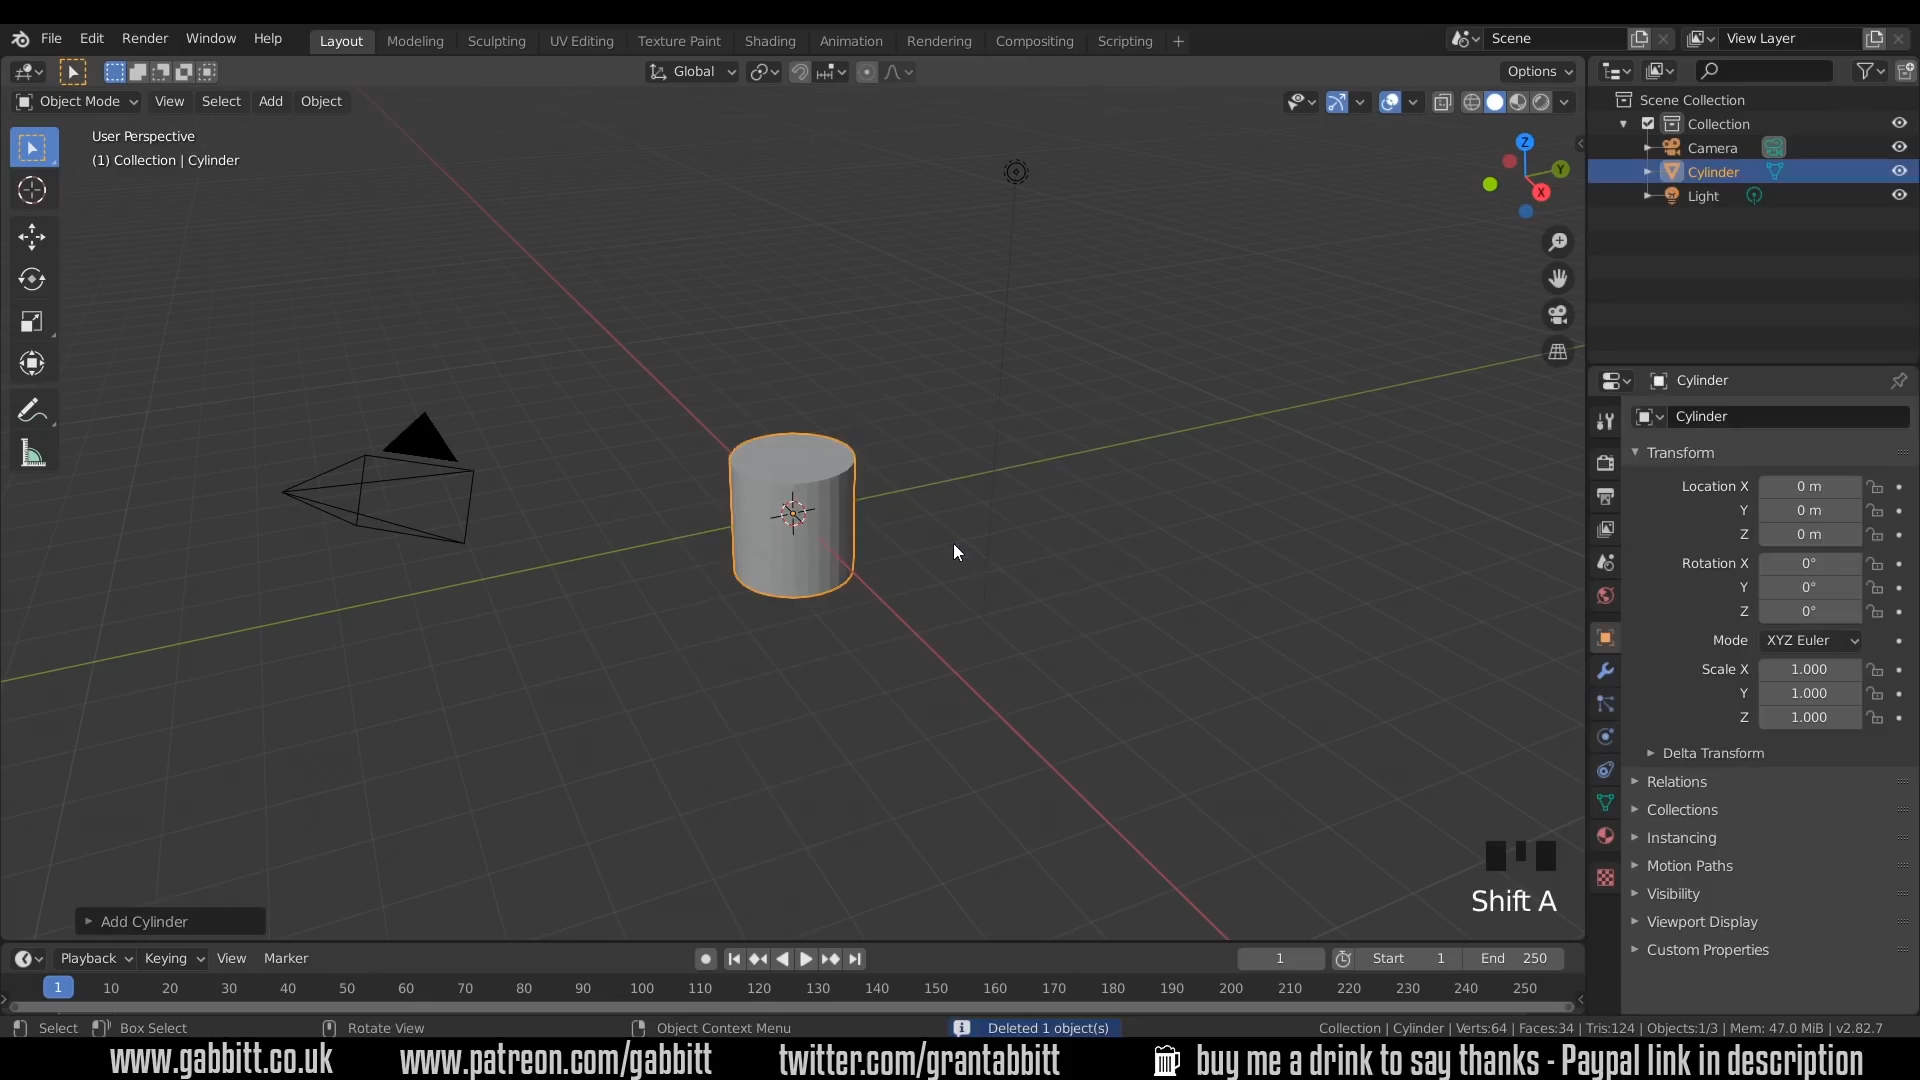 File Edit Render Window Help Layout Modeling Sculpting UV Editing Texture Paint Shading Animation Rendering Compositing Scripting + Scene View Layer
Global Options
Object Mode View Select Add Object
User Perspective
(1) Collection | Cylinder
Z
Y
X
Scene Collection
Collection
Camera
Cylinder
Light
Cylinder
Cylinder
Transform
Location X 0 m
Y 0 m
Z 0 m
Rotation X 0°
Y 0°
Z 0°
Mode XYZ Euler
Scale X 1.000
Y 1.000
Z 1.000
Delta Transform
Relations
Collections
Instancing
Motion Paths
Visibility
Viewport Display
Custom Properties
Shift A
Add Cylinder
Playback Keying View Marker 1 Start 1 End 250
1 10 20 30 40 50 60 70 80 90 100 110 120 130 140 150 160 170 180 190 200 210 220 230 240 250
Select Box Select Rotate View Object Context Menu Deleted 1 object(s) Collection | Cylinder | Verts:64 | Faces:34 | Tris:124 | Objects:1/3 | Mem: 47.0 MiB | v2.82.7
www.gabbitt.co.uk www.patreon.com/gabbitt twitter.com/grantabbitt buy me a drink to say thanks - Paypal link in description